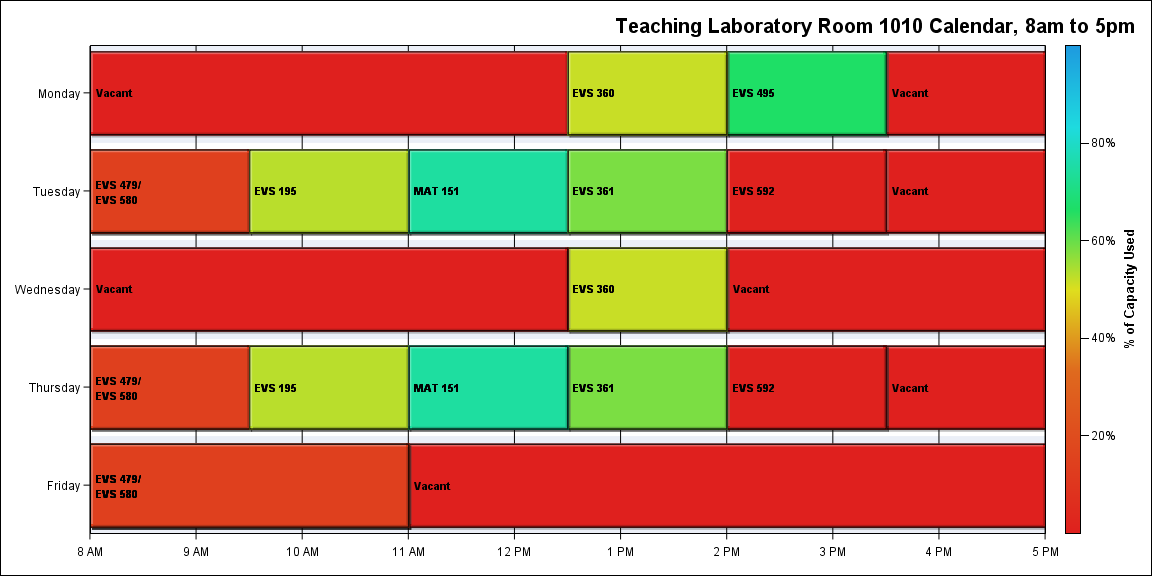 Teaching Laboratory Room 1010 Calendar, 8am to 5pm
Monday
Vacant
EVS 360
EVS 495
Vacant
Tuesday
EVS 479/
EVS 580
EVS 195
MAT 151
EVS 361
EVS 592
Vacant
Wednesday
Vacant
EVS 360
Vacant
Thursday
EVS 479/
EVS 580
EVS 195
MAT 151
EVS 361
EVS 592
Vacant
Friday
EVS 479/
EVS 580
Vacant
8 AM
9 AM
10 AM
11 AM
12 PM
1 PM
2 PM
3 PM
4 PM
5 PM
80%
60%
40%
20%
% of Capacity Used